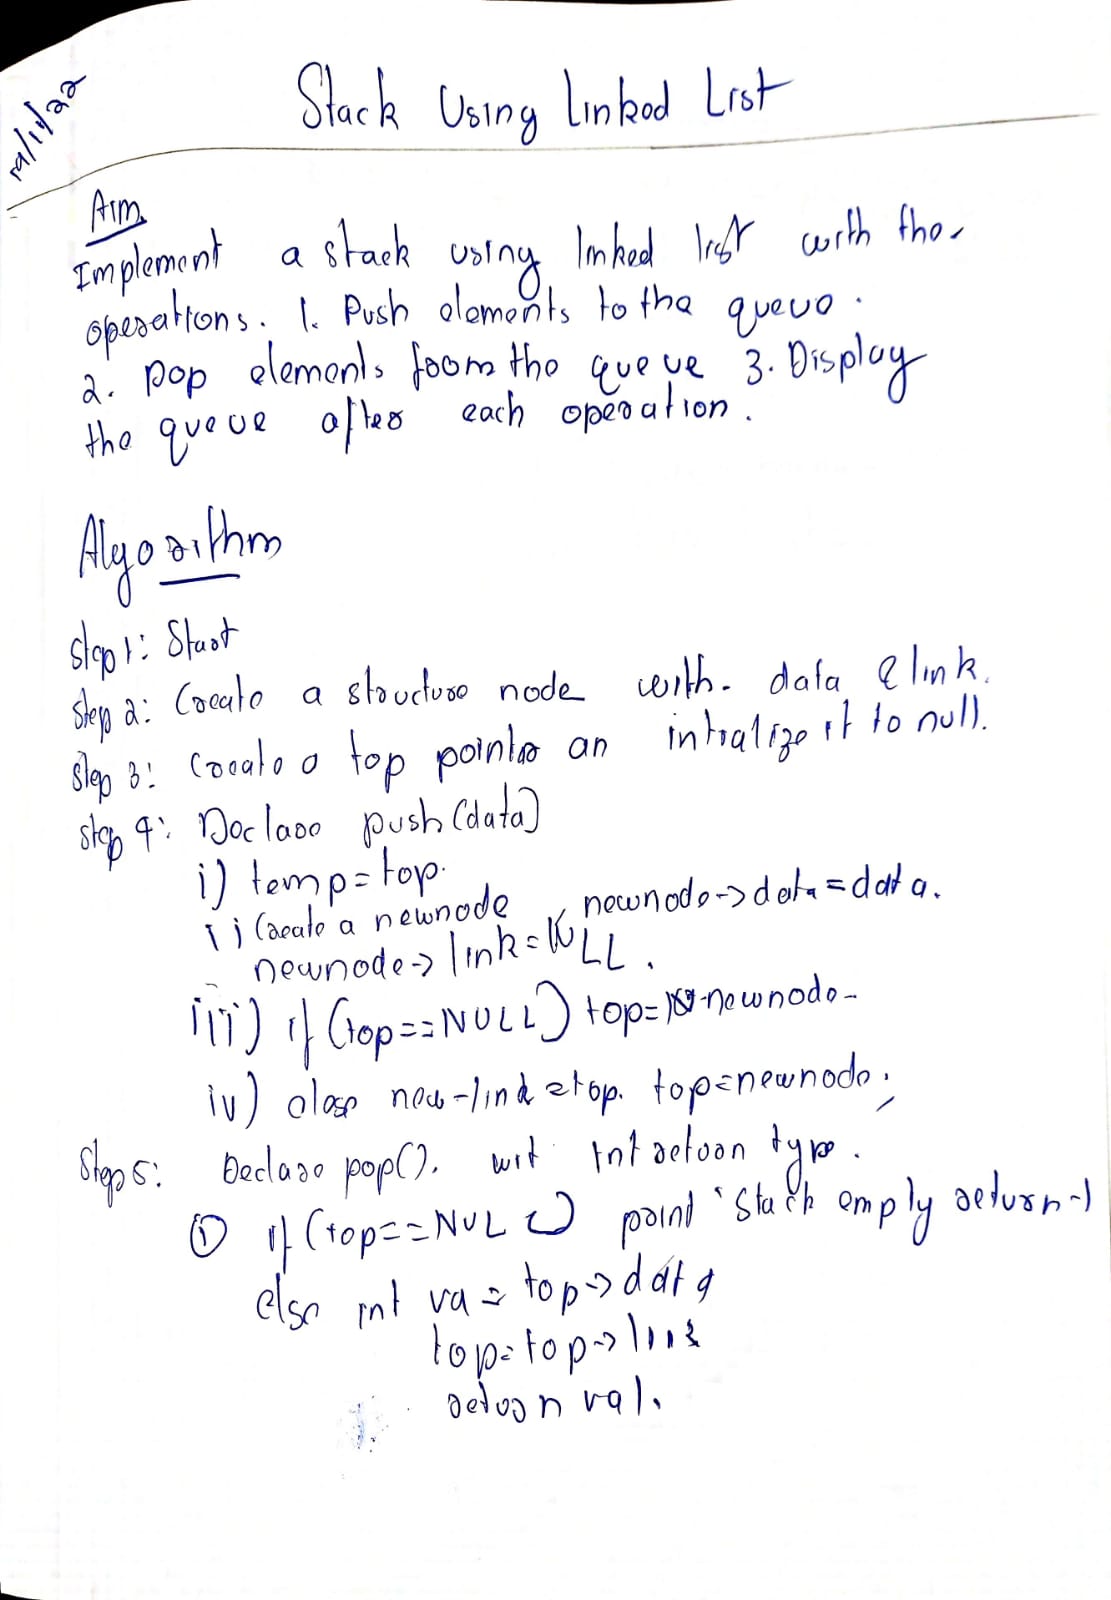 Stack Using Linked List
Aim
Implement a stack using linked list with the
operations. 1. Push elements to the queue.
2. Pop elements from the queue 3. Display
the queue after each operation.
Algorithm
Step 1: Start
Step 2: Create a structure node with data & link.
Step 3: Create a top pointer an intialize it to null.
Step 4: Declare push (data)
i) temp = top.
ii) Create a newnode, newnode->data = data.
newnode-> link = NULL.
iii) if (top == NULL) top = newnode
iv) else new-link = top. top = newnode;
Step 5: Declare pop(). wit int return type.
① if (top == NULL) print "Stack empty return -1
else int va = top->data
top = top->link
return val.